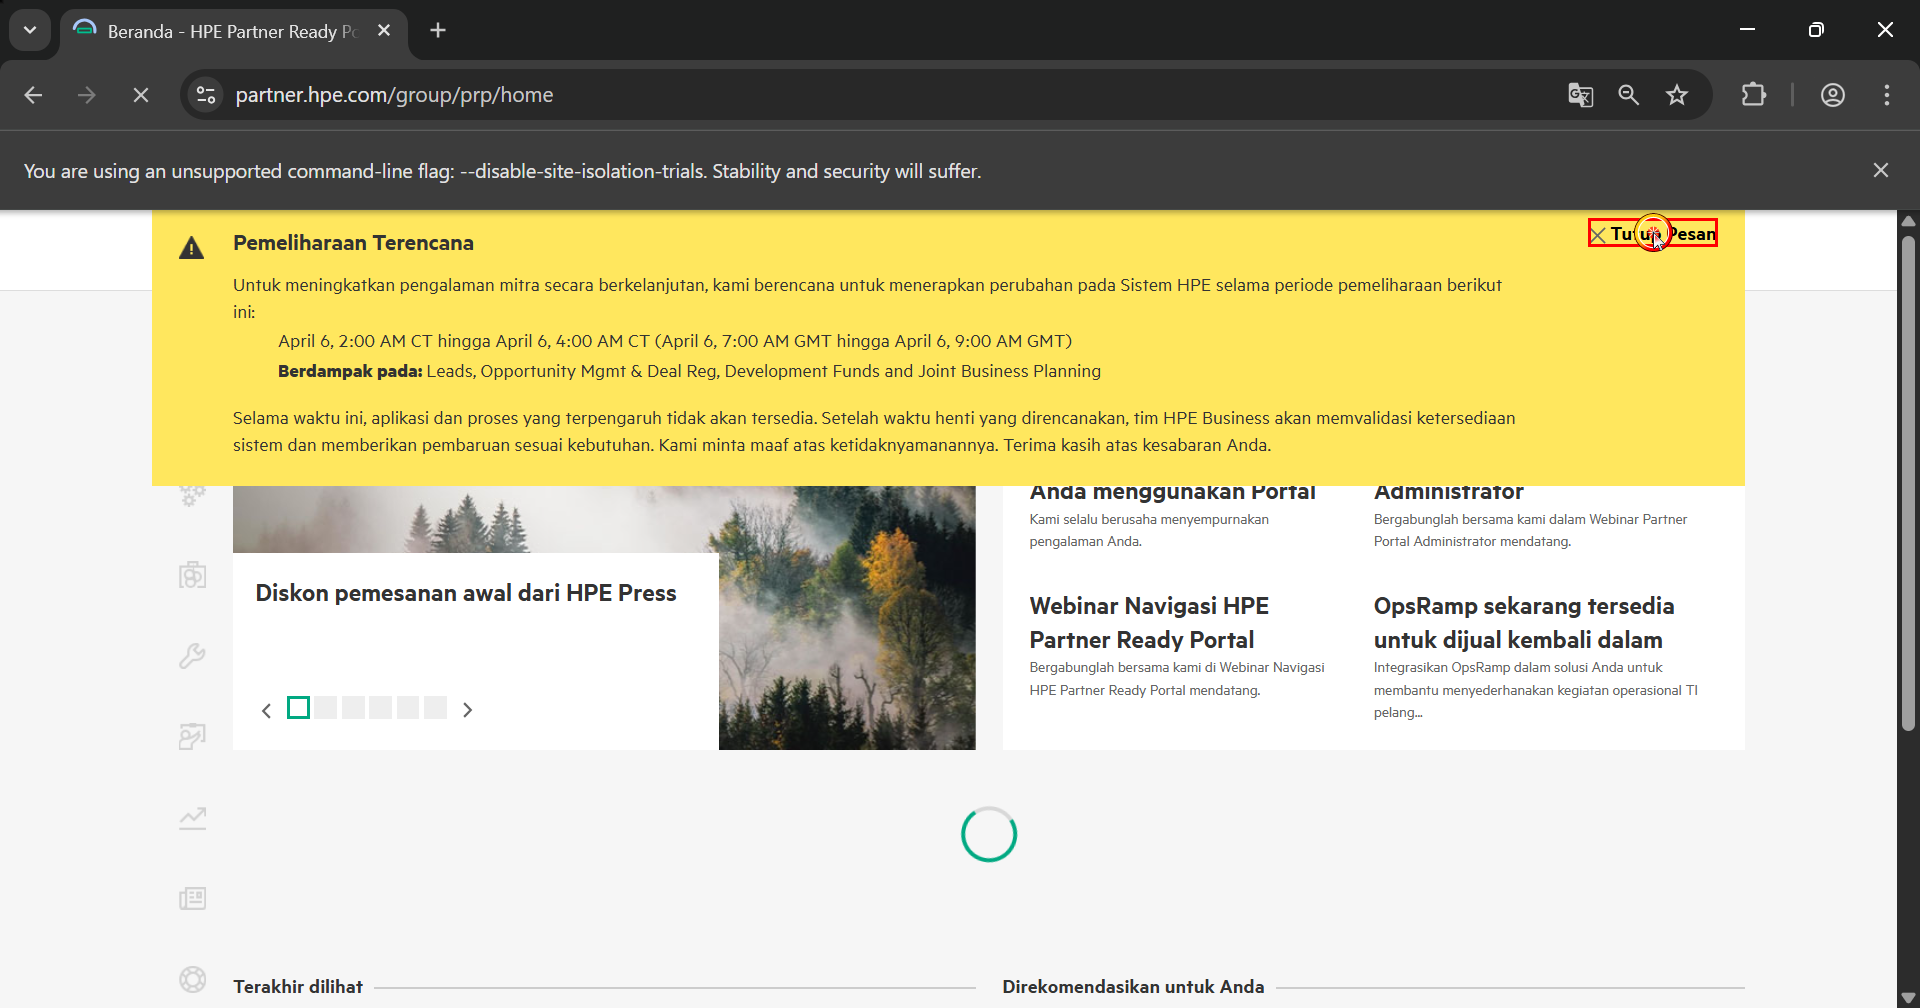 Beranda - HPE Partner Ready Po
partner.hpe.com/group/prp/home
You are using an unsupported command-line flag: --disable-site-isolation-trials. Stability and security will suffer.
Pemeliharaan Terencana
Tutup Pesan
Untuk meningkatkan pengalaman mitra secara berkelanjutan, kami berencana untuk menerapkan perubahan pada Sistem HPE selama periode pemeliharaan berikut
ini:
April 6, 2:00 AM CT hingga April 6, 4:00 AM CT (April 6, 7:00 AM GMT hingga April 6, 9:00 AM GMT)
Berdampak pada: Leads, Opportunity Mgmt & Deal Reg, Development Funds and Joint Business Planning
Selama waktu ini, aplikasi dan proses yang terpengaruh tidak akan tersedia. Setelah waktu henti yang direncanakan, tim HPE Business akan memvalidasi ketersediaan
sistem dan memberikan pembaruan sesuai kebutuhan. Kami minta maaf atas ketidaknyamanannya. Terima kasih atas kesabaran Anda.
Diskon pemesanan awal dari HPE Press
Anda menggunakan Portal
Kami selalu berusaha menyempurnakan
pengalaman Anda.
Administrator
Bergabunglah bersama kami dalam Webinar Partner
Portal Administrator mendatang.
Webinar Navigasi HPE
Partner Ready Portal
Bergabunglah bersama kami di Webinar Navigasi
HPE Partner Ready Portal mendatang.
OpsRamp sekarang tersedia
untuk dijual kembali dalam
Integrasikan OpsRamp dalam solusi Anda untuk
membantu menyederhanakan kegiatan operasional TI
pelang...
Terakhir dilihat
Direkomendasikan untuk Anda